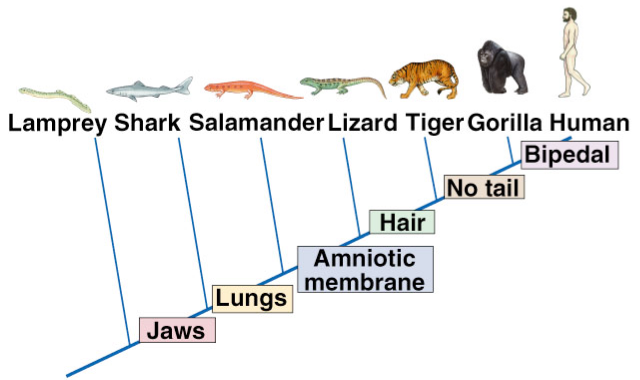 Lamprey Shark Salamander Lizard Tiger Gorilla Human
Bipedal
No tail
Hair
Amniotic
membrane
Lungs
Jaws